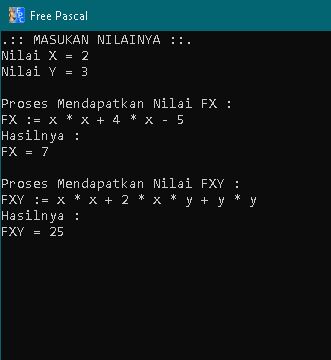 Free Pascal
.:: MASUKAN NILAINYA ::.
Nilai X = 2
Nilai Y = 3
Proses Mendapatkan Nilai FX :
FX := x * x + 4 * x - 5
Hasilnya :
FX = 7
Proses Mendapatkan Nilai FXY :
FXY := x * x + 2 * x * y + y * y
Hasilnya :
FXY = 25